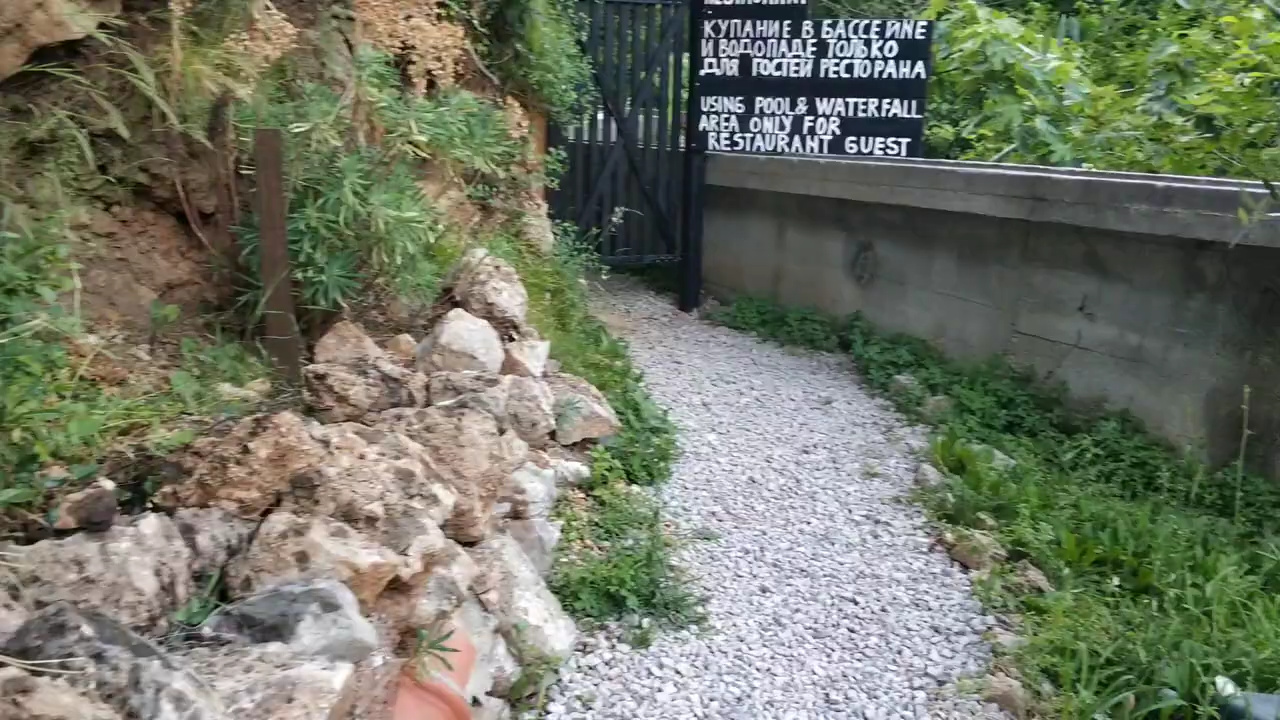 КУПАНИЕ В БАССЕЙНЕ
И ВОДОПАДЕ ТОЛЬКО
ДЛЯ ГОСТЕЙ РЕСТОРАНА
USING POOL & WATERFALL
AREA ONLY FOR
RESTAURANT GUEST